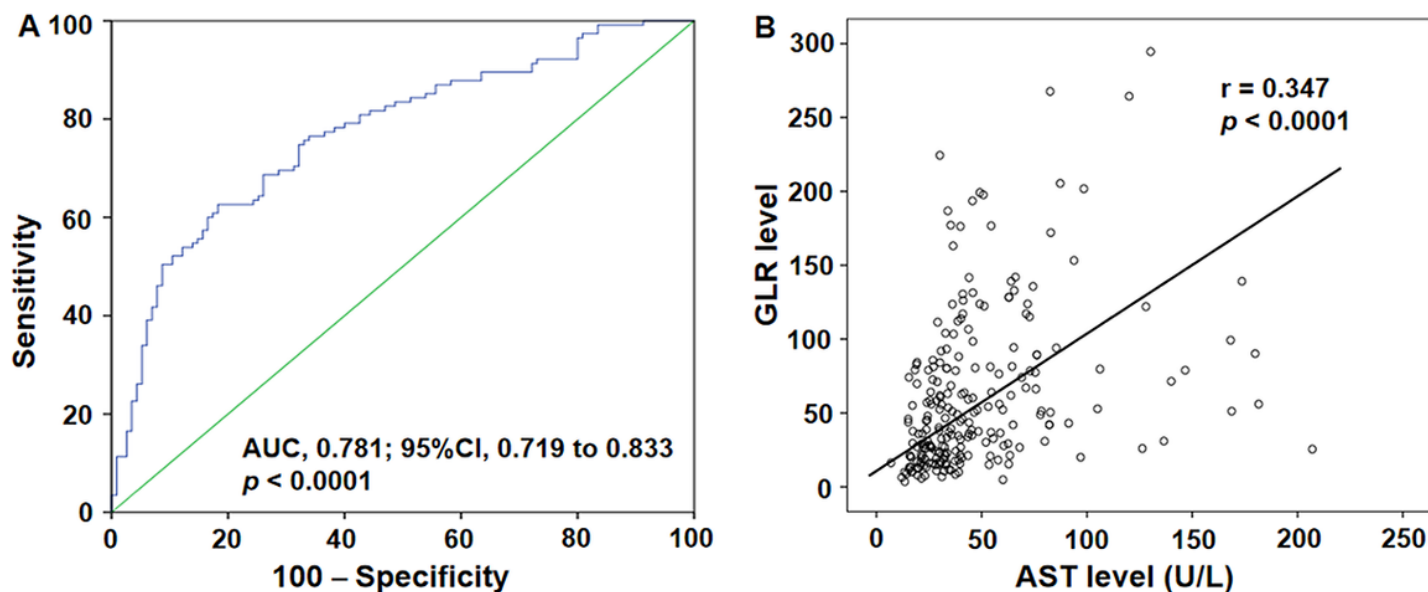 A
100
80
60
40
20
0
Sensitivity
AUC, 0.781; 95%CI, 0.719 to 0.833
p < 0.0001
0 20 40 60 80 100
100 – Specificity
B
300
250
200
150
100
50
0
GLR level
r = 0.347
p < 0.0001
0 50 100 150 200 250
AST level (U/L)